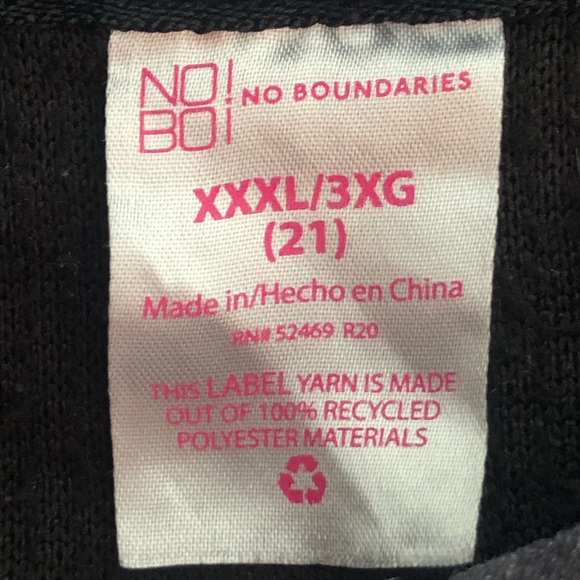 NO! NO BOUNDARIES
BO!
XXXL/3XG
(21)
Made in/Hecho en China
RN# 52469 R20
THIS LABEL YARN IS MADE
OUT OF 100% RECYCLED
POLYESTER MATERIALS